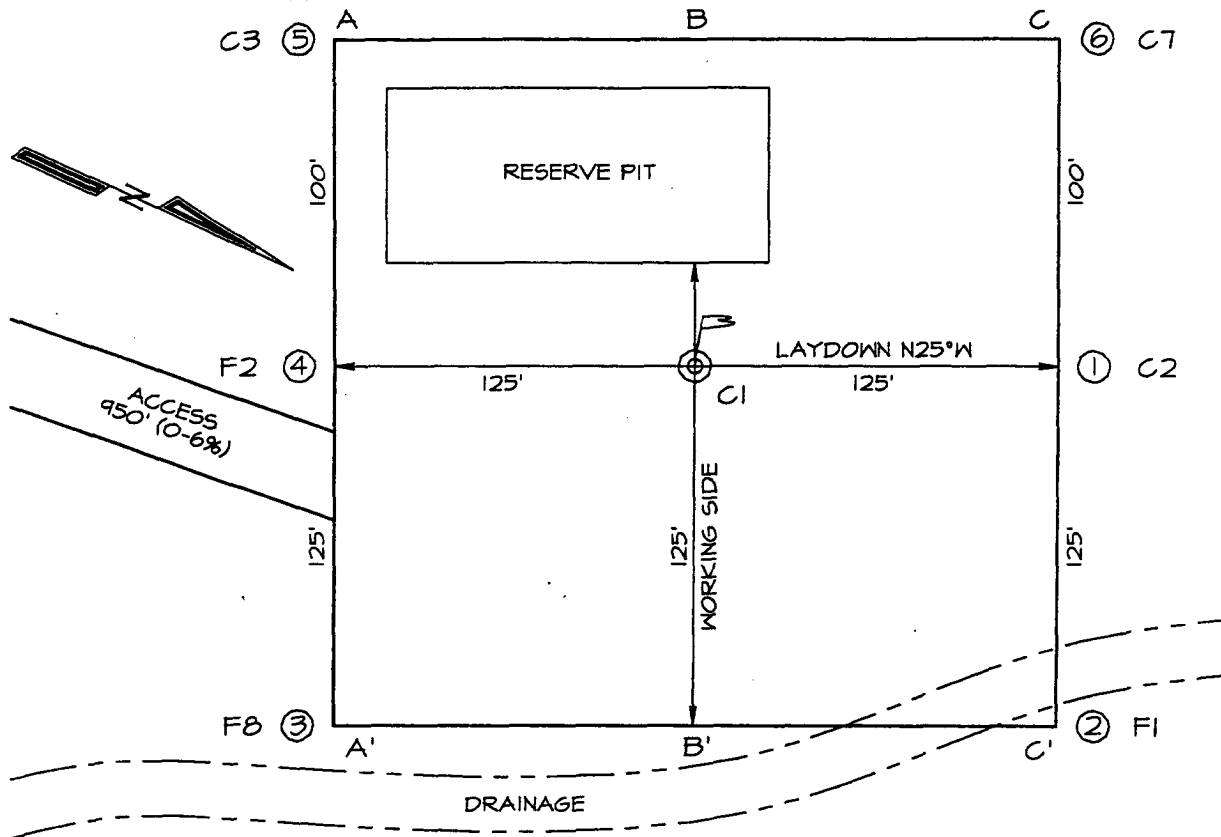 A B C
C3 ⑤ ⑥ C7
RESERVE PIT
100' 100'
N
F2 ④ LAYDOWN N25°W ① C2
125' 125'
C1
ACCESS
950' (0-6%)
WORKING SIDE
125' 125' 125'
F8 ③ ② F1
A' B' C'
DRAINAGE